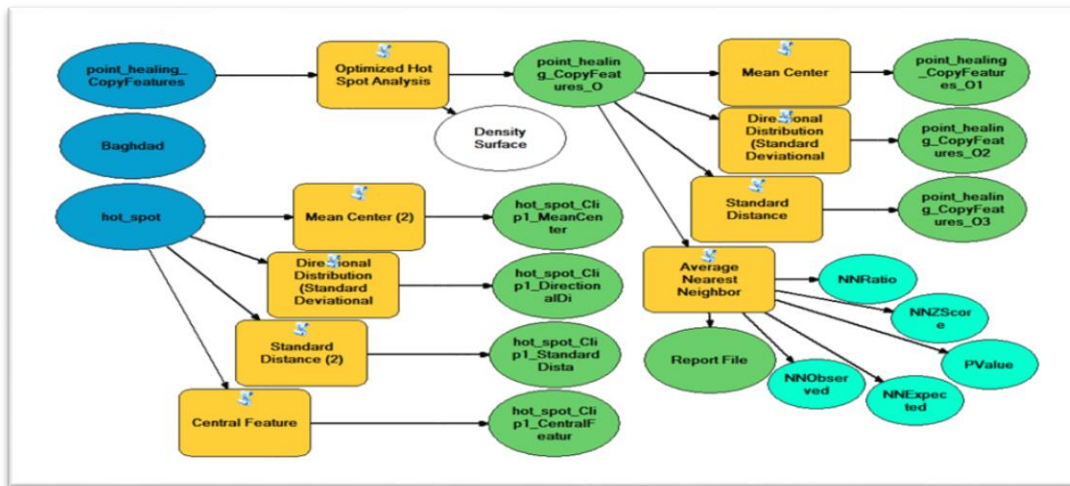 point_healing_
CopyFeatures
Optimized Hot
Spot Analysis
point_healin
g_CopyFeat
ures_O
Mean Center
point_healing
_CopyFeatur
es_O1
Baghdad
Density
Surface
Directional
Distribution
(Standard
Deviational
point_healin
g_CopyFeat
ures_O2
hot_spot
Mean Center (2)
hot_spot_Cli
p1_MeanCen
ter
Standard
Distance
point_healin
g_CopyFeat
ures_O3
Directional
Distribution
(Standard
Deviational
hot_spot_Cli
p1_Direction
alDi
Average
Nearest
Neighbor
NNRatio
NNZScor
e
Standard
Distance (2)
hot_spot_Cli
p1_Standard
Dista
Report File
NNObser
ved
NNExpec
ted
PValue
Central Feature
hot_spot_Cli
p1_CentralF
eatur